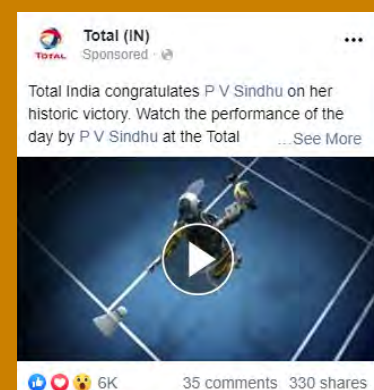 Total (IN)
TOTAL
Sponsored ·
Total India congratulates P V Sindhu on her
historic victory. Watch the performance of the
day by P V Sindhu at the Total ...See More
6K 35 comments 330 shares